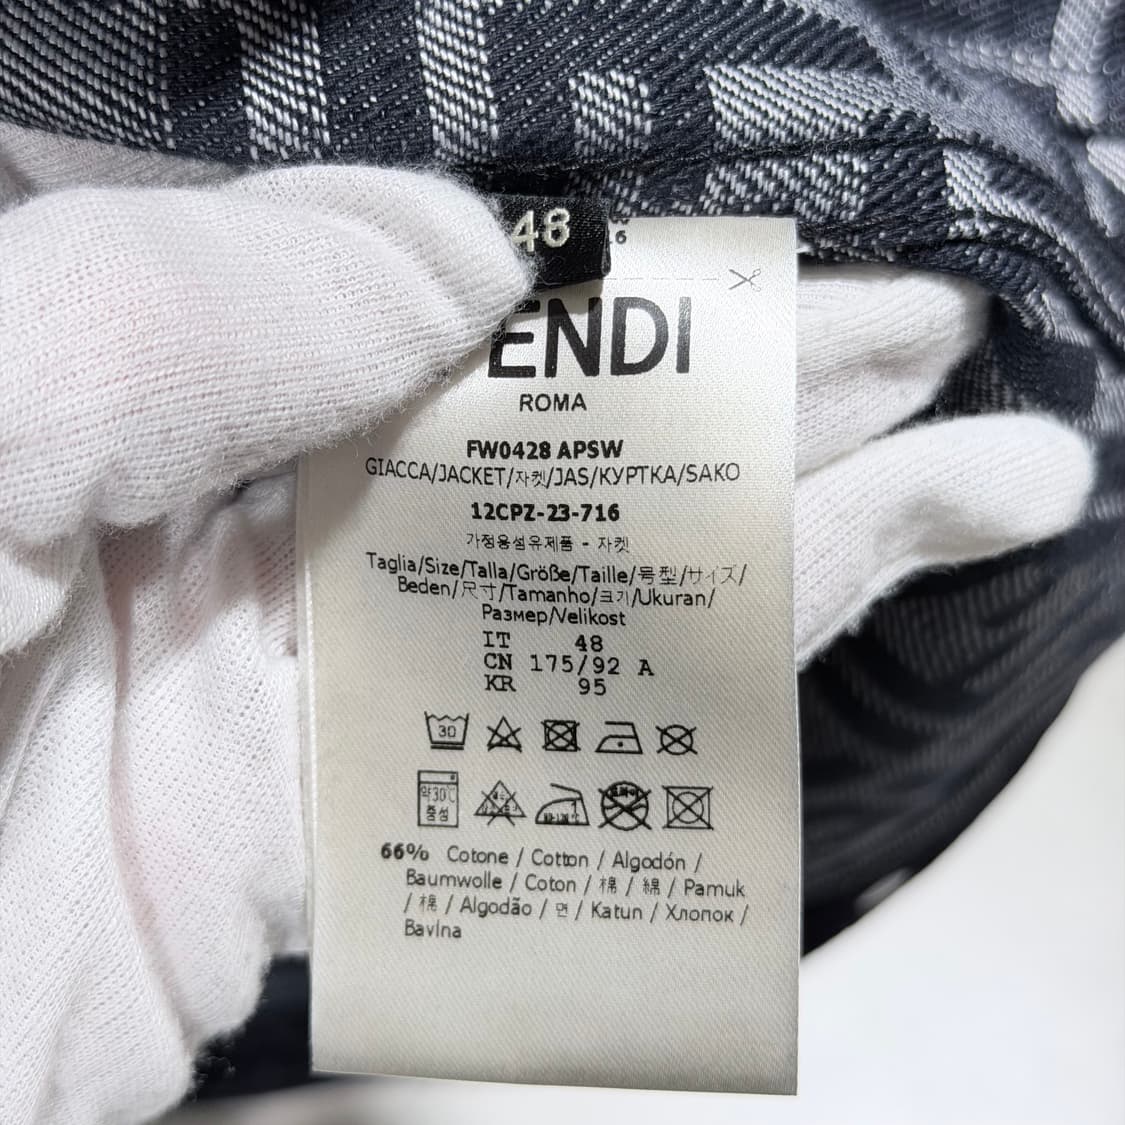 48
ENDI
ROMA
FW0428 APSW
GIACCA/JACKET/자켓/JAS/КУРТКА/SAKO
12CPZ-23-716
가정용섬유제품 - 자켓
Taglia/Size/Talla/Größe/Taille/号型/サイズ/
Beden/尺寸/Tamanho/크기/Ukuran/
Размер/Velikost
IT 48
CN 175/92 A
KR 95
30
약30℃
중성
66% Cotone / Cotton / Algodón /
Baumwolle / Coton / 棉 / 綿 / Pamuk
/ 棉 / Algodão / 면 / Katun / Хлопок /
Bavlna